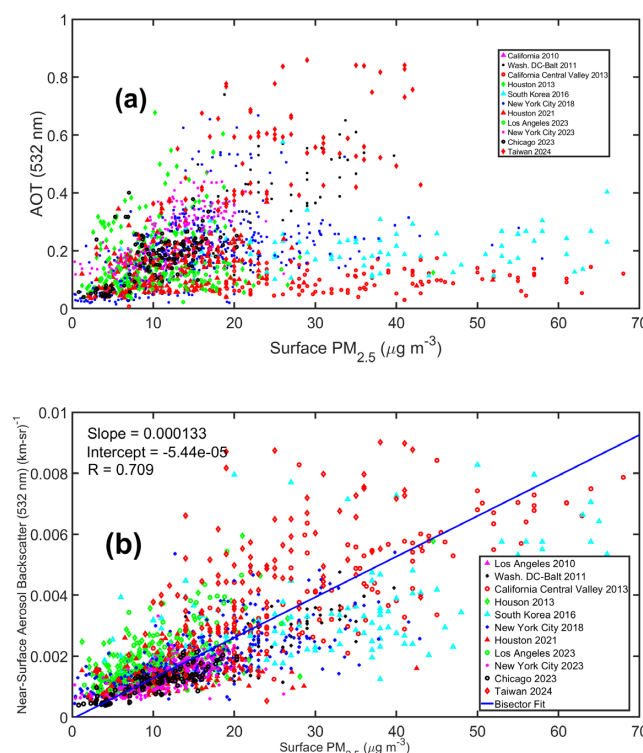 1
0.8
0.6
0.4
0.2
0
AOT (532 nm)
(a)
California 2010
Wash. DC-Balt 2011
California Central Valley 2013
Houston 2013
South Korea 2016
New York City 2018
Houston 2021
Los Angeles 2023
New York City 2023
Chicago 2023
Taiwan 2024
0 10 20 30 40 50 60 70
Surface PM2.5 (μg m-3)
0.01
0.008
0.006
0.004
0.002
0
Near-Surface Aerosol Backscatter (532 nm) (km-sr)-1
Slope = 0.000133
Intercept = -5.44e-05
R = 0.709
(b)
Los Angeles 2010
Wash. DC-Balt 2011
California Central Valley 2013
Houson 2013
South Korea 2016
New York City 2018
Houston 2021
Los Angeles 2023
New York City 2023
Chicago 2023
Taiwan 2024
Bisector Fit
0 10 20 30 40 50 60 70
Surface PM2.5 (μg m-3)